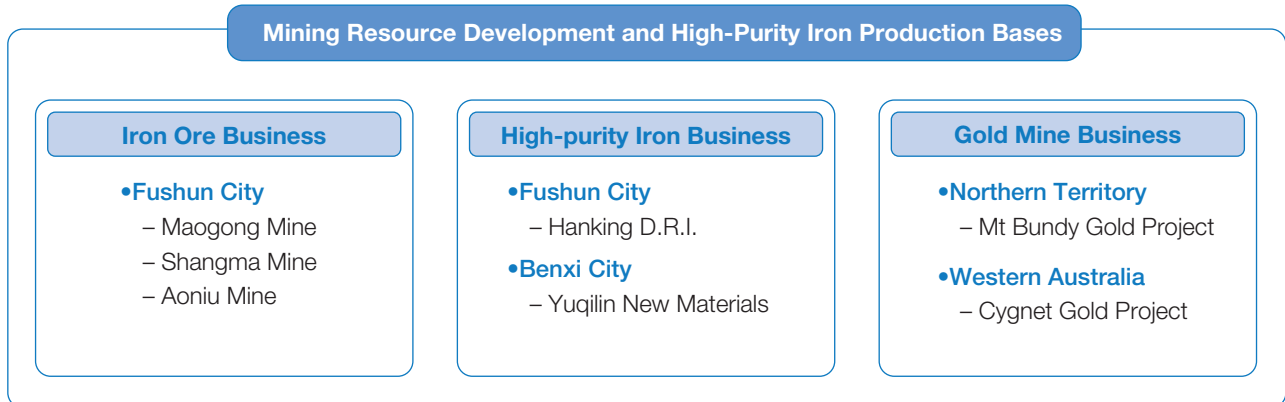 Mining Resource Development and High-Purity Iron Production Bases
Iron Ore Business
•Fushun City
– Maogong Mine
– Shangma Mine
– Aoniu Mine
High-purity Iron Business
•Fushun City
– Hanking D.R.I.
•Benxi City
– Yuqilin New Materials
Gold Mine Business
•Northern Territory
– Mt Bundy Gold Project
•Western Australia
– Cygnet Gold Project